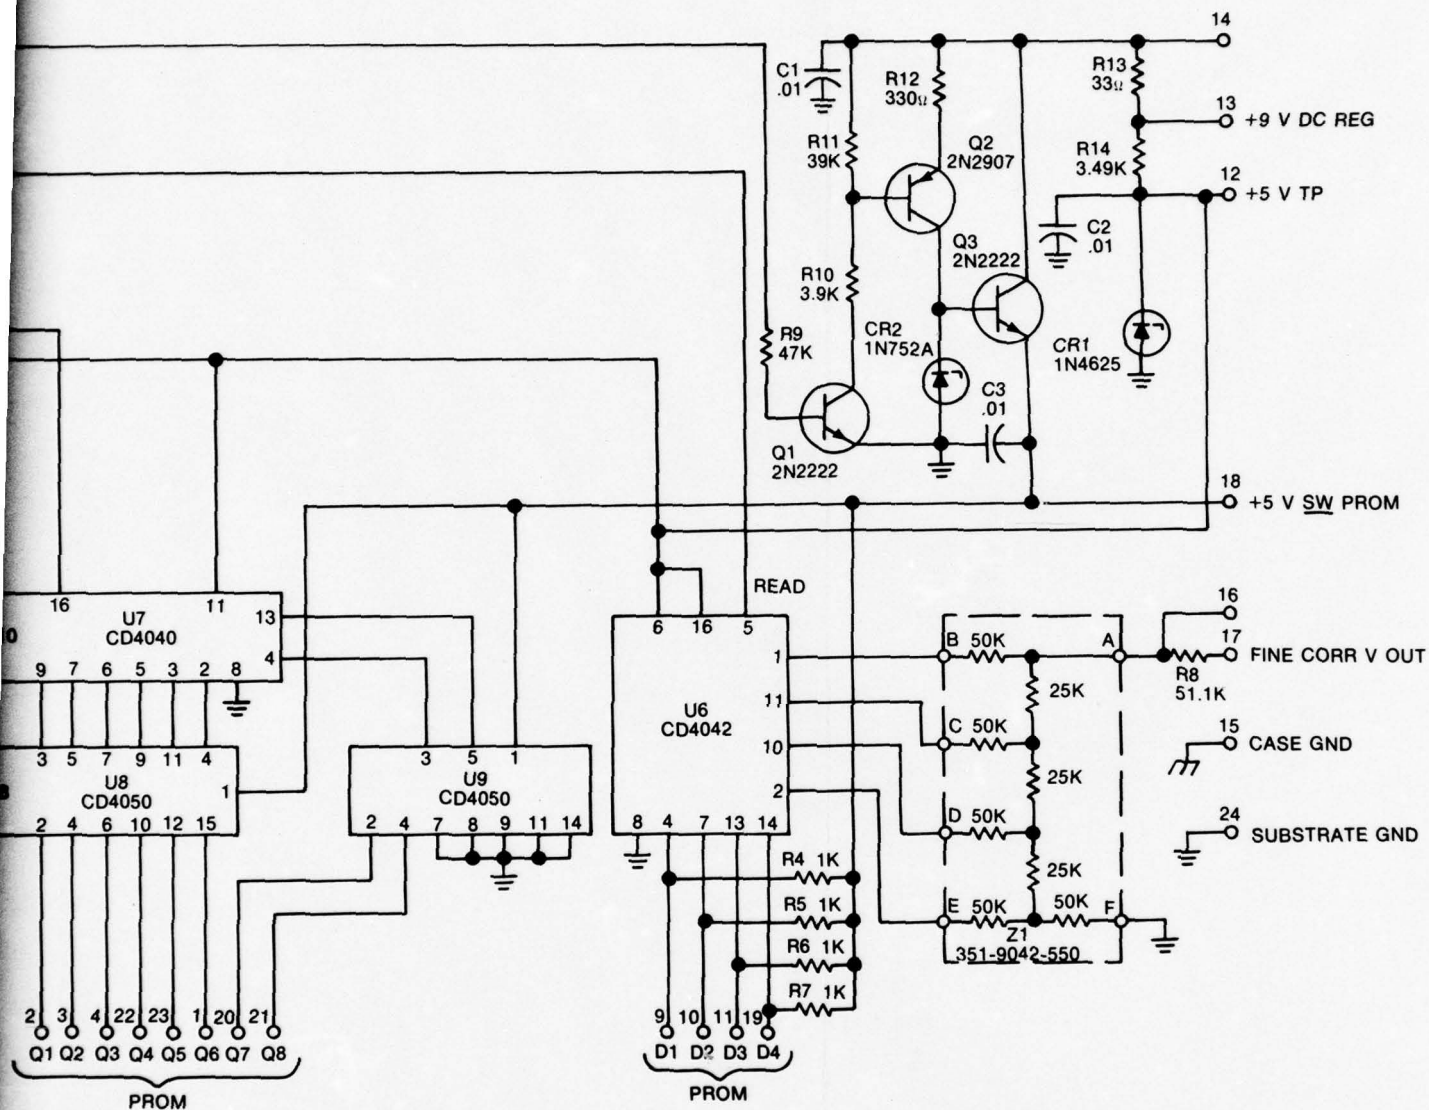 14
C1
.01
R12
330Ω
R13
33Ω
13
+9 V DC REG
R11
39K
Q2
2N2907
R14
3.49K
12
+5 V TP
C2
.01
Q3
2N2222
R10
3.9K
R9
47K
CR2
1N752A
CR1
1N4625
C3
.01
Q1
2N2222
18
+5 V SW PROM
READ
16
11
U7
CD4040
13
4
9 7 6 5 3 2 8
6 16 5
U6
CD4042
1
11
10
2
8 4 7 13 14
3 5 7 9 11 4
U8
CD4050
1
2 4 6 10 12 15
3 5 1
U9
CD4050
2 4 7 8 9 11 14
B 50K
A
25K
C 50K
25K
D 50K
25K
E 50K
50K F
Z1
351-9042-550
16
17
FINE CORR V OUT
R8
51.1K
15
CASE GND
24
SUBSTRATE GND
R4 1K
R5 1K
R6 1K
R7 1K
2 3 4 22 23 1 20 21
Q1 Q2 Q3 Q4 Q5 Q6 Q7 Q8
PROM
9 10 11 19
D1 D2 D3 D4
PROM